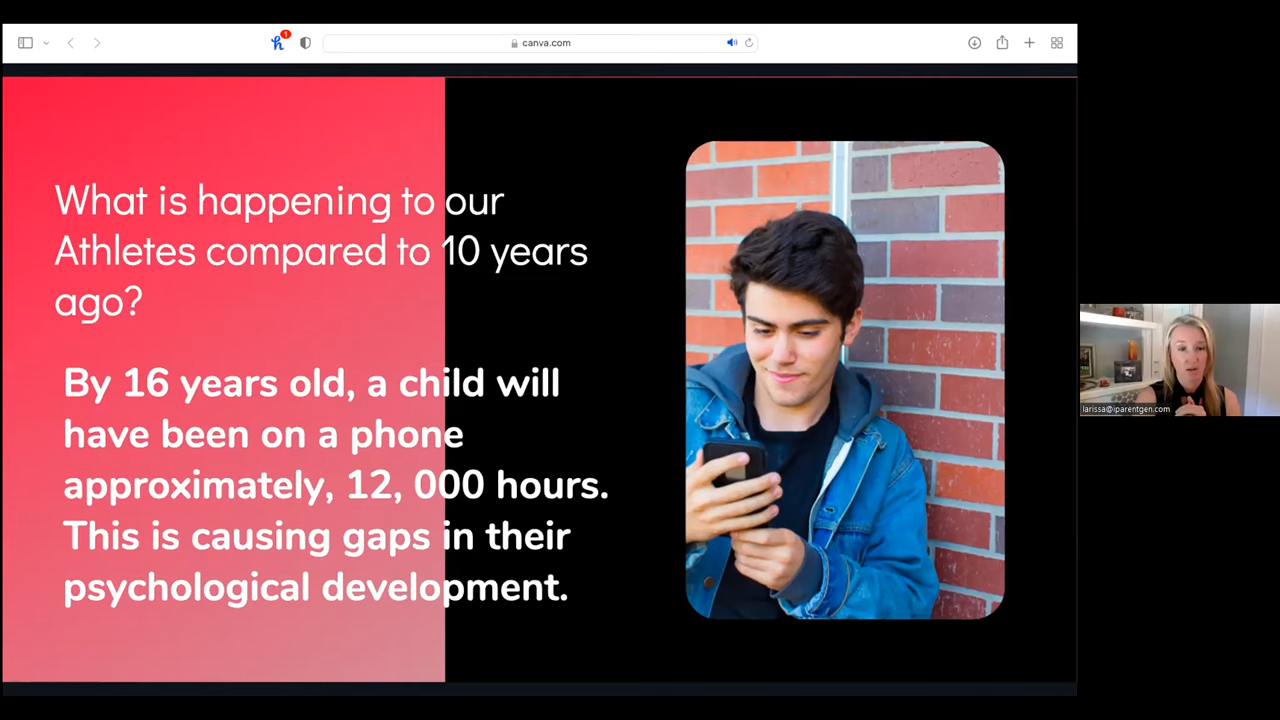 1
canva.com
What is happening to our
Athletes compared to 10 years
ago?
By 16 years old, a child will
have been on a phone
approximately, 12, 000 hours.
This is causing gaps in their
psychological development.
larissa@iparentgen.com